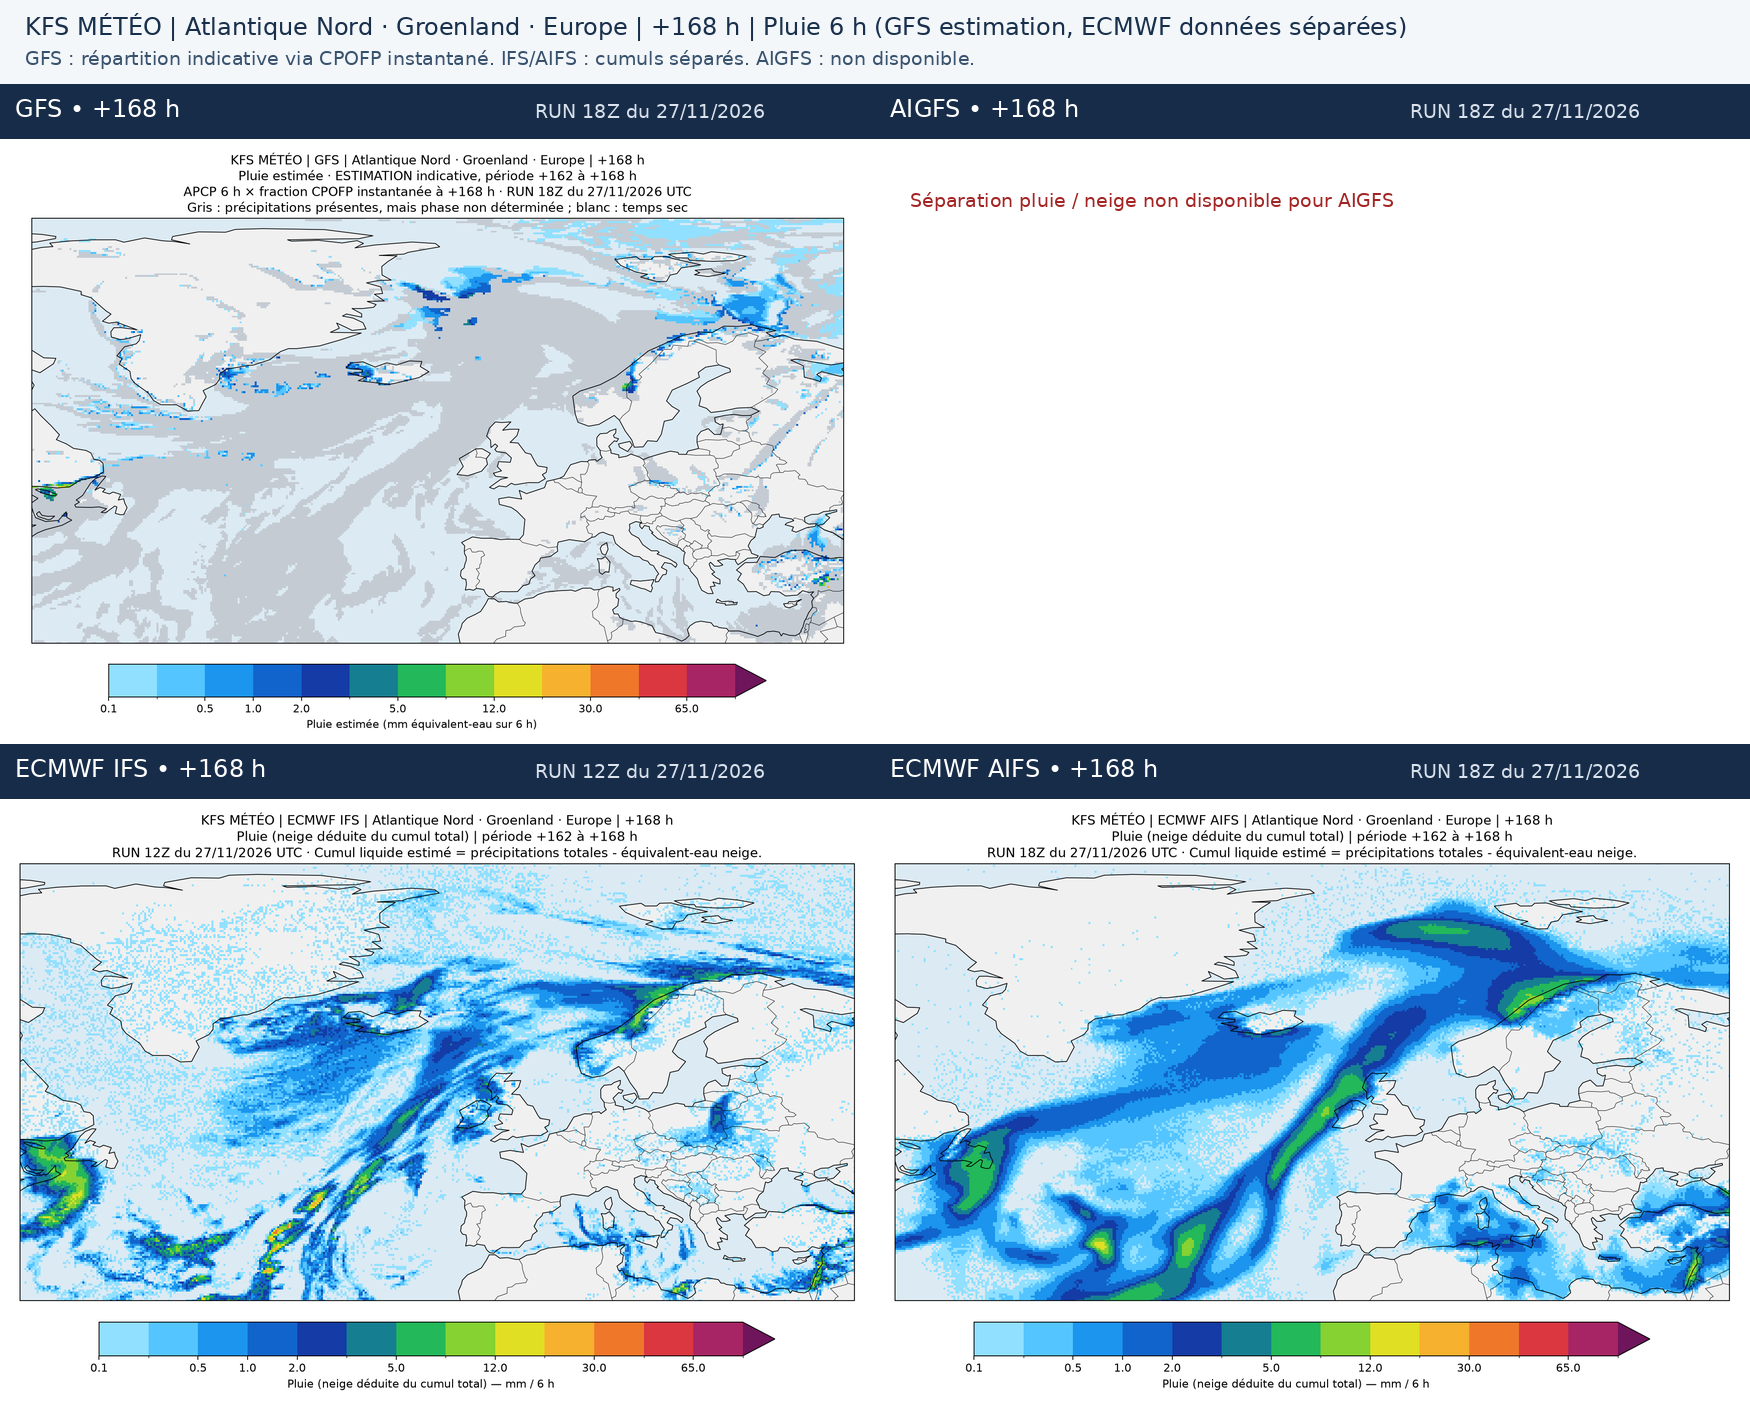 KFS MÉTÉO | Atlantique Nord · Groenland · Europe | +168 h | Pluie 6 h (GFS estimation, ECMWF données séparées)
GFS : répartition indicative via CPOFP instantané. IFS/AIFS : cumuls séparés. AIGFS : non disponible.
GFS • +168 h
RUN 18Z du 27/11/2026
AIGFS • +168 h
RUN 18Z du 27/11/2026
KFS MÉTÉO | GFS | Atlantique Nord · Groenland · Europe | +168 h
Pluie estimée · ESTIMATION indicative, période +162 à +168 h
APCP 6 h × fraction CPOFP instantanée à +168 h · RUN 18Z du 27/11/2026 UTC
Gris : précipitations présentes, mais phase non déterminée ; blanc : temps sec
Séparation pluie / neige non disponible pour AIGFS
0.1 0.5 1.0 2.0 5.0 12.0 30.0 65.0
Pluie estimée (mm équivalent-eau sur 6 h)
ECMWF IFS • +168 h
RUN 12Z du 27/11/2026
ECMWF AIFS • +168 h
RUN 18Z du 27/11/2026
KFS MÉTÉO | ECMWF IFS | Atlantique Nord · Groenland · Europe | +168 h
Pluie (neige déduite du cumul total) | période +162 à +168 h
RUN 12Z du 27/11/2026 UTC · Cumul liquide estimé = précipitations totales - équivalent-eau neige.
0.1 0.5 1.0 2.0 5.0 12.0 30.0 65.0
Pluie (neige déduite du cumul total) — mm / 6 h
KFS MÉTÉO | ECMWF AIFS | Atlantique Nord · Groenland · Europe | +168 h
Pluie (neige déduite du cumul total) | période +162 à +168 h
RUN 18Z du 27/11/2026 UTC · Cumul liquide estimé = précipitations totales - équivalent-eau neige.
0.1 0.5 1.0 2.0 5.0 12.0 30.0 65.0
Pluie (neige déduite du cumul total) — mm / 6 h